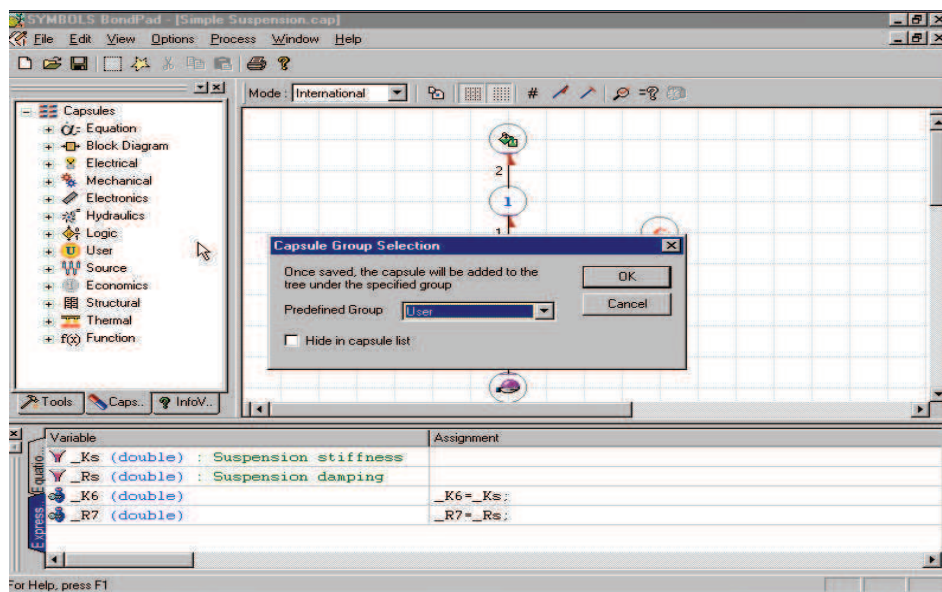 SYMBOLS BondPad - [Simple Suspension.cap]
File Edit View Options Process Window Help
Mode : International
#
=?
Capsules
Equation
Block Diagram
Electrical
Mechanical
Electronics
Hydraulics
Logic
U User
Source
Economics
Structural
Thermal
f(x) Function
Tools Caps.. InfoV..
2
1
1
Capsule Group Selection
Once saved, the capsule will be added to the
tree under the specified group
Predefined Group User
Hide in capsule list
OK
Cancel
Variable Assignment
_Ks (double) : Suspension stiffness
_Rs (double) : Suspension damping
_K6 (double) _K6=_Ks;
_R7 (double) _R7=_Rs;
Equatio...
Express
For Help, press F1